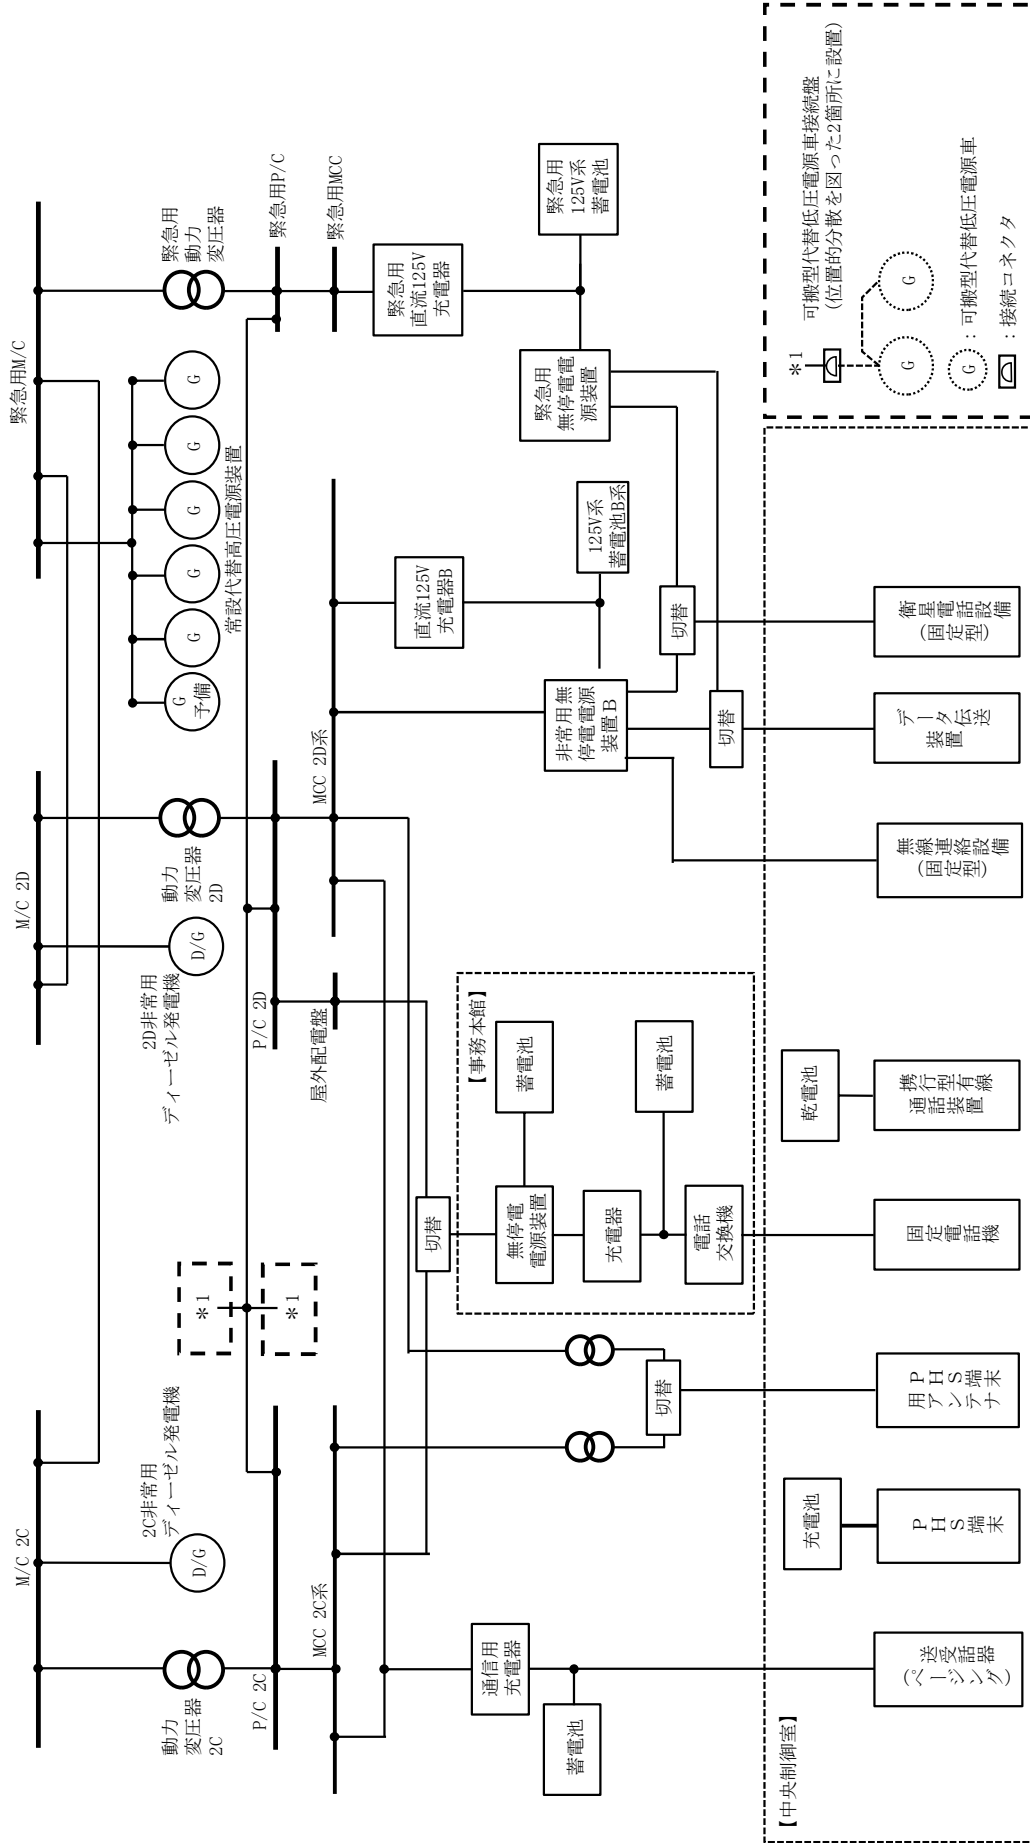 M/C 2C
2C非常用
ディーゼル発電機
D/G
動力
変圧器
2C
P/C 2C
MCC 2C系
M/C 2D
2D非常用
ディーゼル発電機
D/G
動力
変圧器
2D
P/C 2D
MCC 2D系
屋外配電盤
*1
*1
緊急用M/C
G
予備
G
G
G
G
G
常設代替高圧電源装置
緊急用
動力
変圧器
緊急用P/C
緊急用MCC
緊急用
直流125V
充電器
緊急用
125V系
蓄電池
緊急用
無停電電
源装置
直流125V
充電器B
125V系
蓄電池B系
非常用無
停電電源
装置B
切替
切替
切替
切替
通信用
充電器
蓄電池
【事務本館】
無停電
電源装置
蓄電池
充電器
蓄電池
電話
交換機
【中央制御室】
送受話器
(ページング)
充電池
PHS端末
PHS端末
用アンテナ
固定電話
機
乾電池
携行型有線
通話装置
無線連絡設備
(固定型)
データ伝送
装置
衛星電話設備
(固定型)
*1
可搬型代替低圧電源車接続盤
(位置的分散を図った2箇所に設置)
G
G
G
:可搬型代替低圧電源車
:接続コネクタ